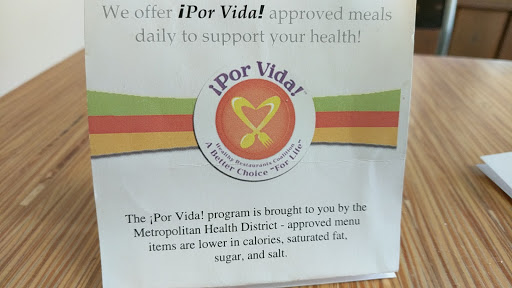 We offer ¡Por Vida! approved meals
daily to support your health!
¡Por Vida!
Healthy Restaurants Coalition
A Better Choice "For Life"
The ¡Por Vida! program is brought to you by the
Metropolitan Health District - approved menu
items are lower in calories, saturated fat,
sugar, and salt.